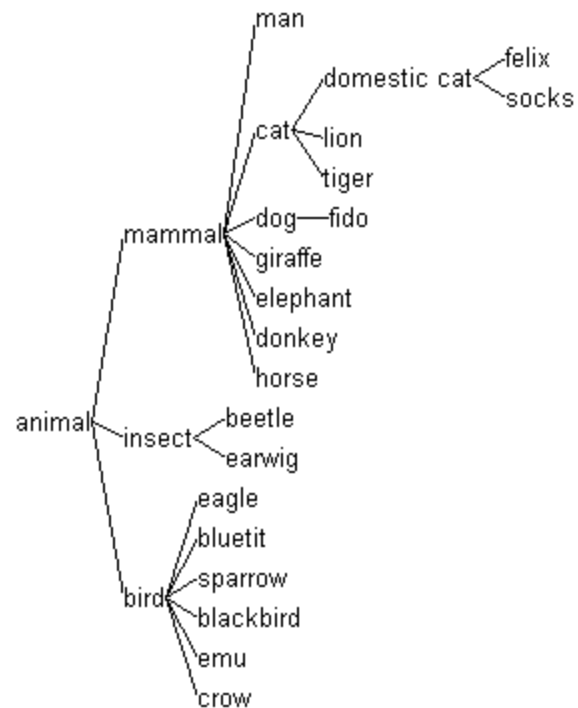 man
felix
domestic cat
socks
cat
lion
tiger
dog
fido
mammal
giraffe
elephant
donkey
horse
animal
beetle
insect
earwig
eagle
bluetit
sparrow
bird
blackbird
emu
crow